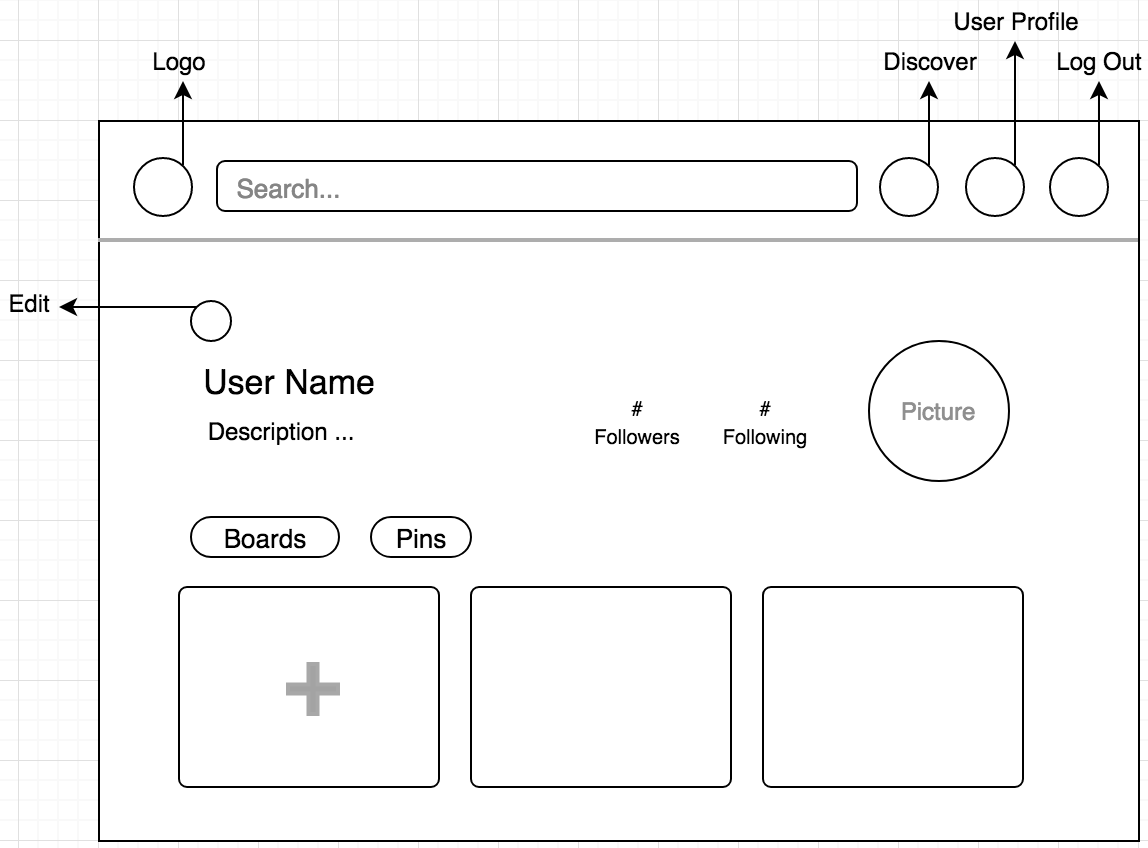 User Profile
Logo
Discover
Log Out
Search...
Edit
User Name
Description ...
#
Followers
#
Following
Picture
Boards
Pins